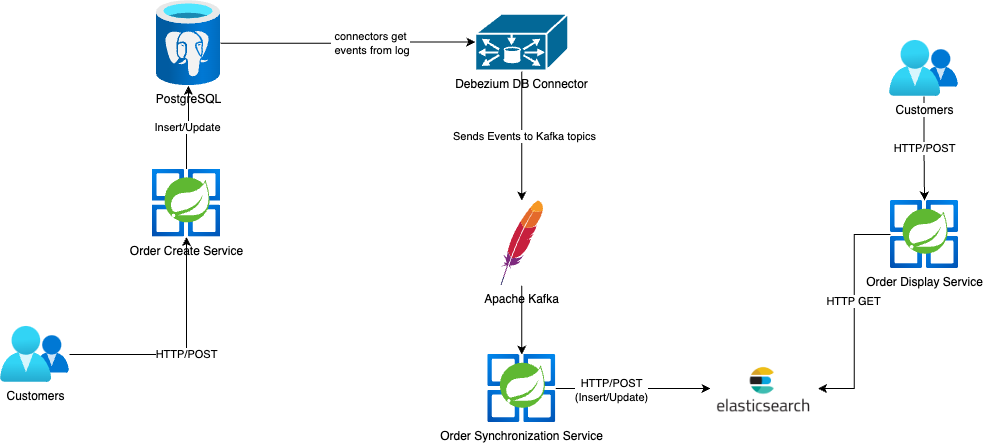 connectors get
events from log
PostgreSQL
Debezium DB Connector
Customers
Insert/Update
Sends Events to Kafka topics
HTTP/POST
Order Create Service
Order Display Service
Apache Kafka
HTTP GET
HTTP/POST
Customers
HTTP/POST
(Insert/Update)
elasticsearch
Order Synchronization Service